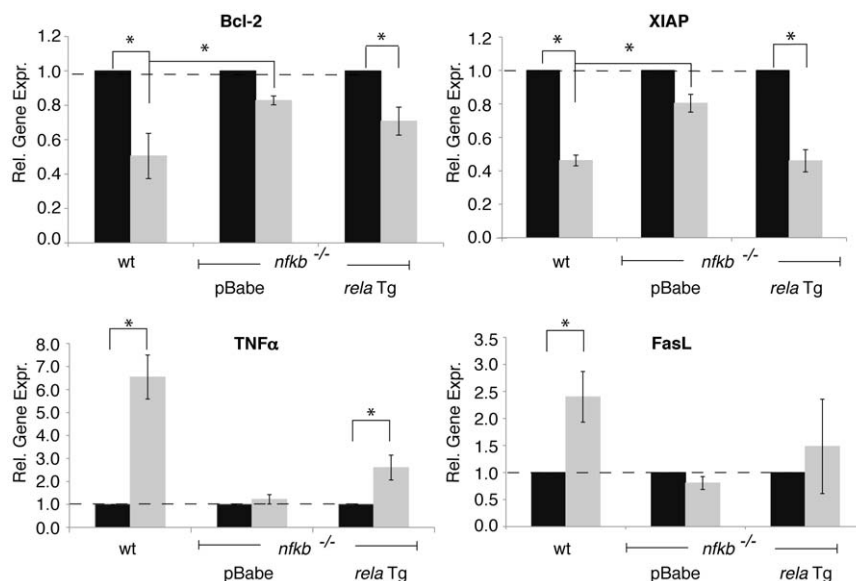 Bcl-2
Rel. Gene Expr.
1.2
1.0
0.8
0.6
0.4
0.2
0.0
*
*
*
wt
nfkb -/-
pBabe
rela Tg
XIAP
Rel. Gene Expr.
1.2
1.0
0.8
0.6
0.4
0.2
0.0
*
*
*
wt
nfkb -/-
pBabe
rela Tg
TNFα
Rel. Gene Expr.
8.0
7.0
6.0
5.0
4.0
3.0
2.0
1.0
0.0
*
*
wt
nfkb -/-
pBabe
rela Tg
FasL
Rel. Gene Expr.
3.5
3.0
2.5
2.0
1.5
1.0
0.5
0.0
*
wt
nfkb -/-
pBabe
rela Tg